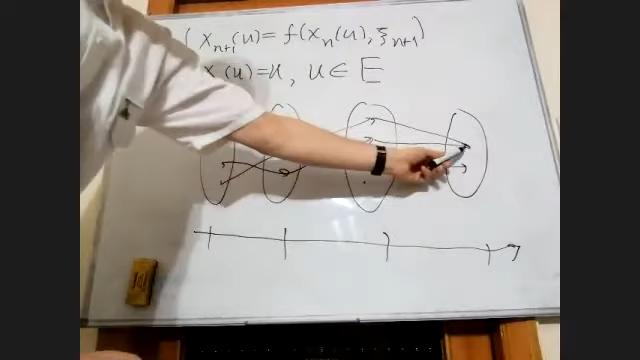 ( X_{n+1}(u) = f(X_n(u), ξ_{n+1})
X (u) = u, u ∈ E